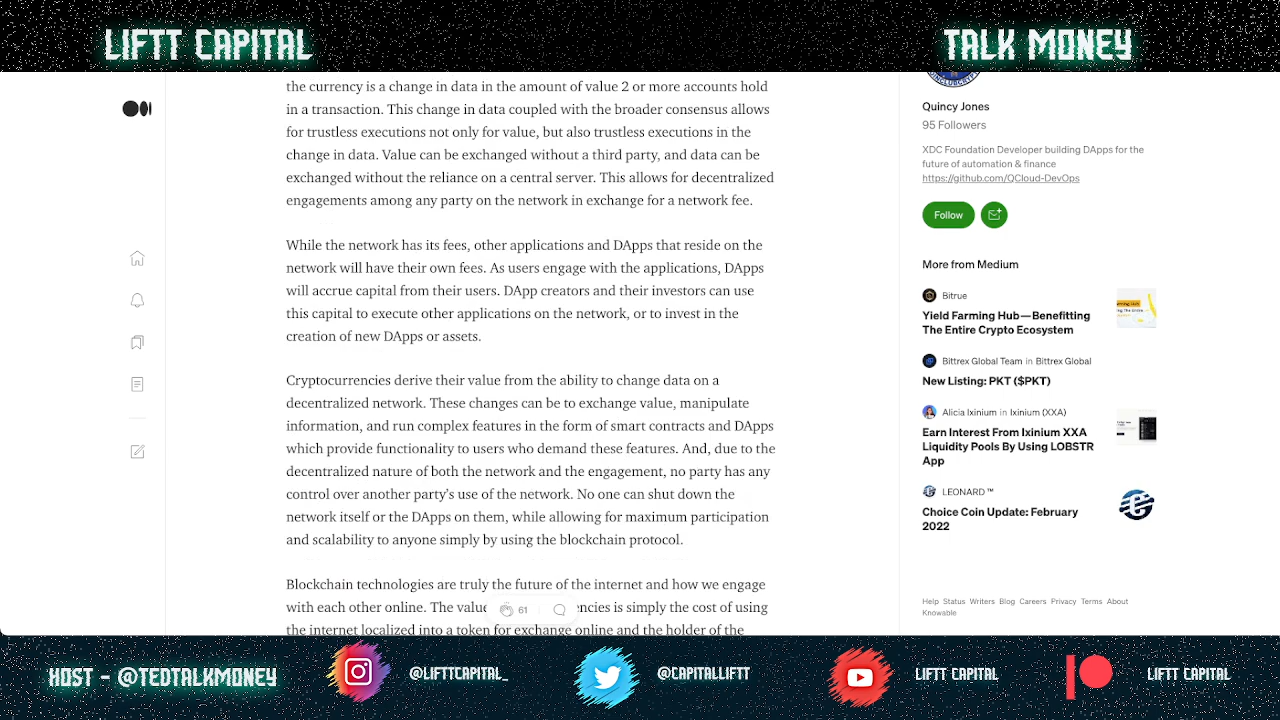 LIFTT CAPITAL
TALK MONEY
the currency is a change in data in the amount of value 2 or more accounts hold
in a transaction. This change in data coupled with the broader consensus allows
for trustless executions not only for value, but also trustless executions in the
change in data. Value can be exchanged without a third party, and data can be
exchanged without the reliance on a central server. This allows for decentralized
engagements among any party on the network in exchange for a network fee.
While the network has its fees, other applications and DApps that reside on the
network will have their own fees. As users engage with the applications, DApps
will accrue capital from their users. DApp creators and their investors can use
this capital to execute other applications on the network, or to invest in the
creation of new DApps or assets.
Cryptocurrencies derive their value from the ability to change data on a
decentralized network. These changes can be to exchange value, manipulate
information, and run complex features in the form of smart contracts and DApps
which provide functionality to users who demand these features. And, due to the
decentralized nature of both the network and the engagement, no party has any
control over another party's use of the network. No one can shut down the
network itself or the DApps on them, while allowing for maximum participation
and scalability to anyone simply by using the blockchain protocol.
Blockchain technologies are truly the future of the internet and how we engage
with each other online. The value encies is simply the cost of using
61
the internet localized into a token for exchange online and the holder of the
Quincy Jones
95 Followers
XDC Foundation Developer building DApps for the
future of automation & finance
https://github.com/QCloud-DevOps
Follow
More from Medium
Bitrue
Yield Farming Hub — Benefitting
The Entire Crypto Ecosystem
Bittrex Global Team in Bittrex Global
New Listing: PKT ($PKT)
Alicia Ixinium in Ixinium (XXA)
Earn Interest From Ixinium XXA
Liquidity Pools By Using LOBSTR
App
LEONARD ™
Choice Coin Update: February
2022
Help Status Writers Blog Careers Privacy Terms About
Knowable
HOST - @TEDTALKMONEY
@LIFTTCAPITAL_
@CAPITALLIFTT
LIFTT CAPITAL
LIFTT CAPITAL